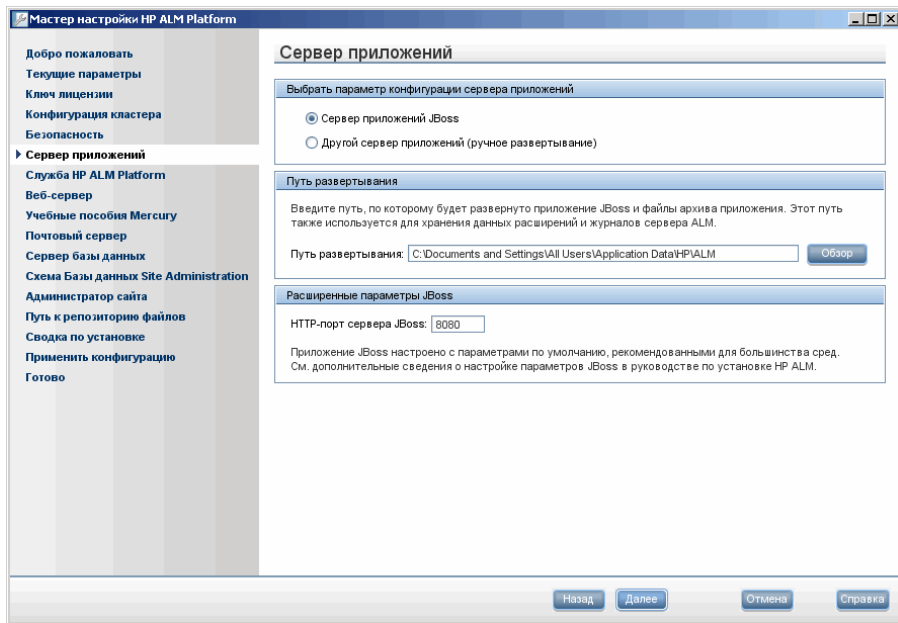 Мастер настройки HP ALM Platform
Добро пожаловать
Текущие параметры
Ключ лицензии
Конфигурация кластера
Безопасность
Сервер приложений
Служба HP ALM Platform
Веб-сервер
Учебные пособия Mercury
Почтовый сервер
Сервер базы данных
Схема Базы данных Site Administration
Администратор сайта
Путь к репозиторию файлов
Сводка по установке
Применить конфигурацию
Готово
Сервер приложений
Выбрать параметр конфигурации сервера приложений
Сервер приложений JBoss
Другой сервер приложений (ручное развертывание)
Путь развертывания
Введите путь, по которому будет развернуто приложение JBoss и файлы архива приложения. Этот путь
также используется для хранения данных расширений и журналов сервера ALM.
Путь развертывания: C:\Documents and Settings\All Users\Application Data\HP\ALM Обзор
Расширенные параметры JBoss
HTTP-порт сервера JBoss: 8080
Приложение JBoss настроено с параметрами по умолчанию, рекомендованными для большинства сред.
См. дополнительные сведения о настройке параметров JBoss в руководстве по установке HP ALM.
Назад Далее Отмена Справка